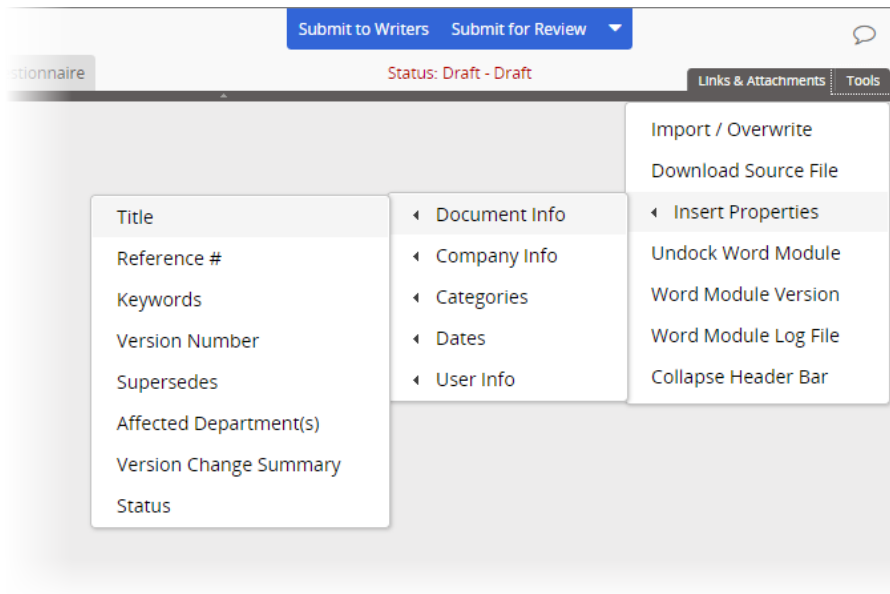 Submit to Writers Submit for Review
stionnaire
Status: Draft - Draft
Links & Attachments Tools
Import / Overwrite
Download Source File
Insert Properties
Undock Word Module
Word Module Version
Word Module Log File
Collapse Header Bar
Document Info
Company Info
Categories
Dates
User Info
Title
Reference #
Keywords
Version Number
Supersedes
Affected Department(s)
Version Change Summary
Status